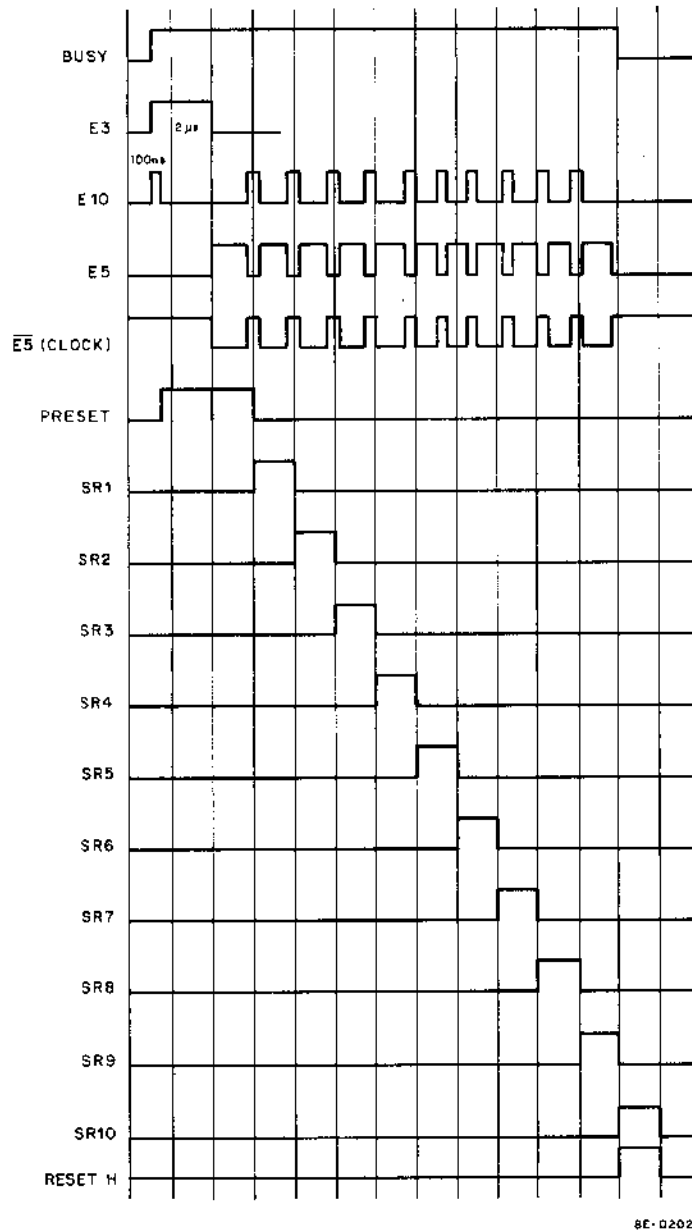 BUSY
E3
2 µs
100ns
E10
E5
E5 (CLOCK)
PRESET
SR1
SR2
SR3
SR4
SR5
SR6
SR7
SR8
SR9
SR10
RESET H
8E-0202